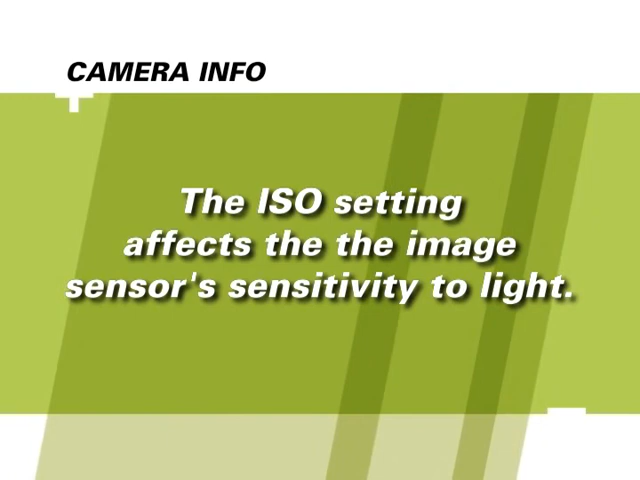 CAMERA INFO
The ISO setting
affects the the image
sensor's sensitivity to light.